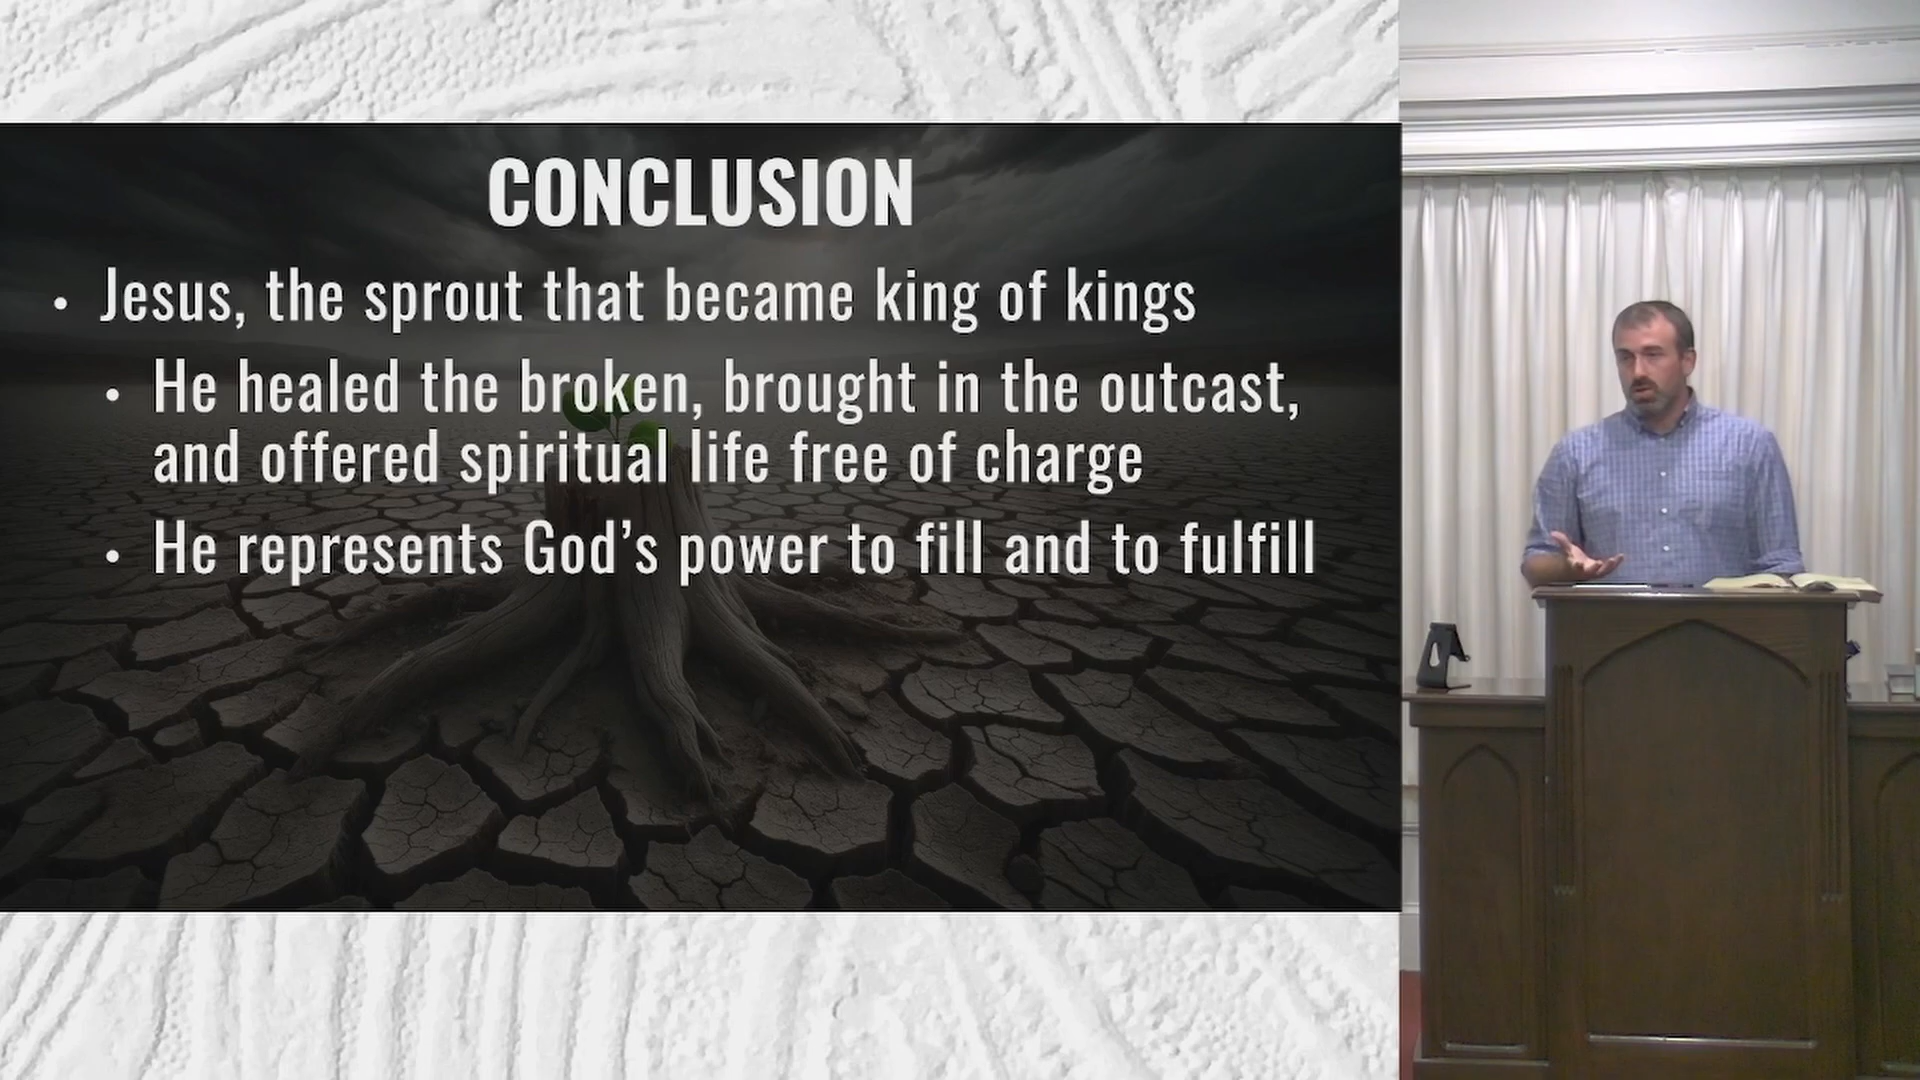 CONCLUSION
• Jesus, the sprout that became king of kings
• He healed the broken, brought in the outcast,
and offered spiritual life free of charge
• He represents God’s power to fill and to fulfill